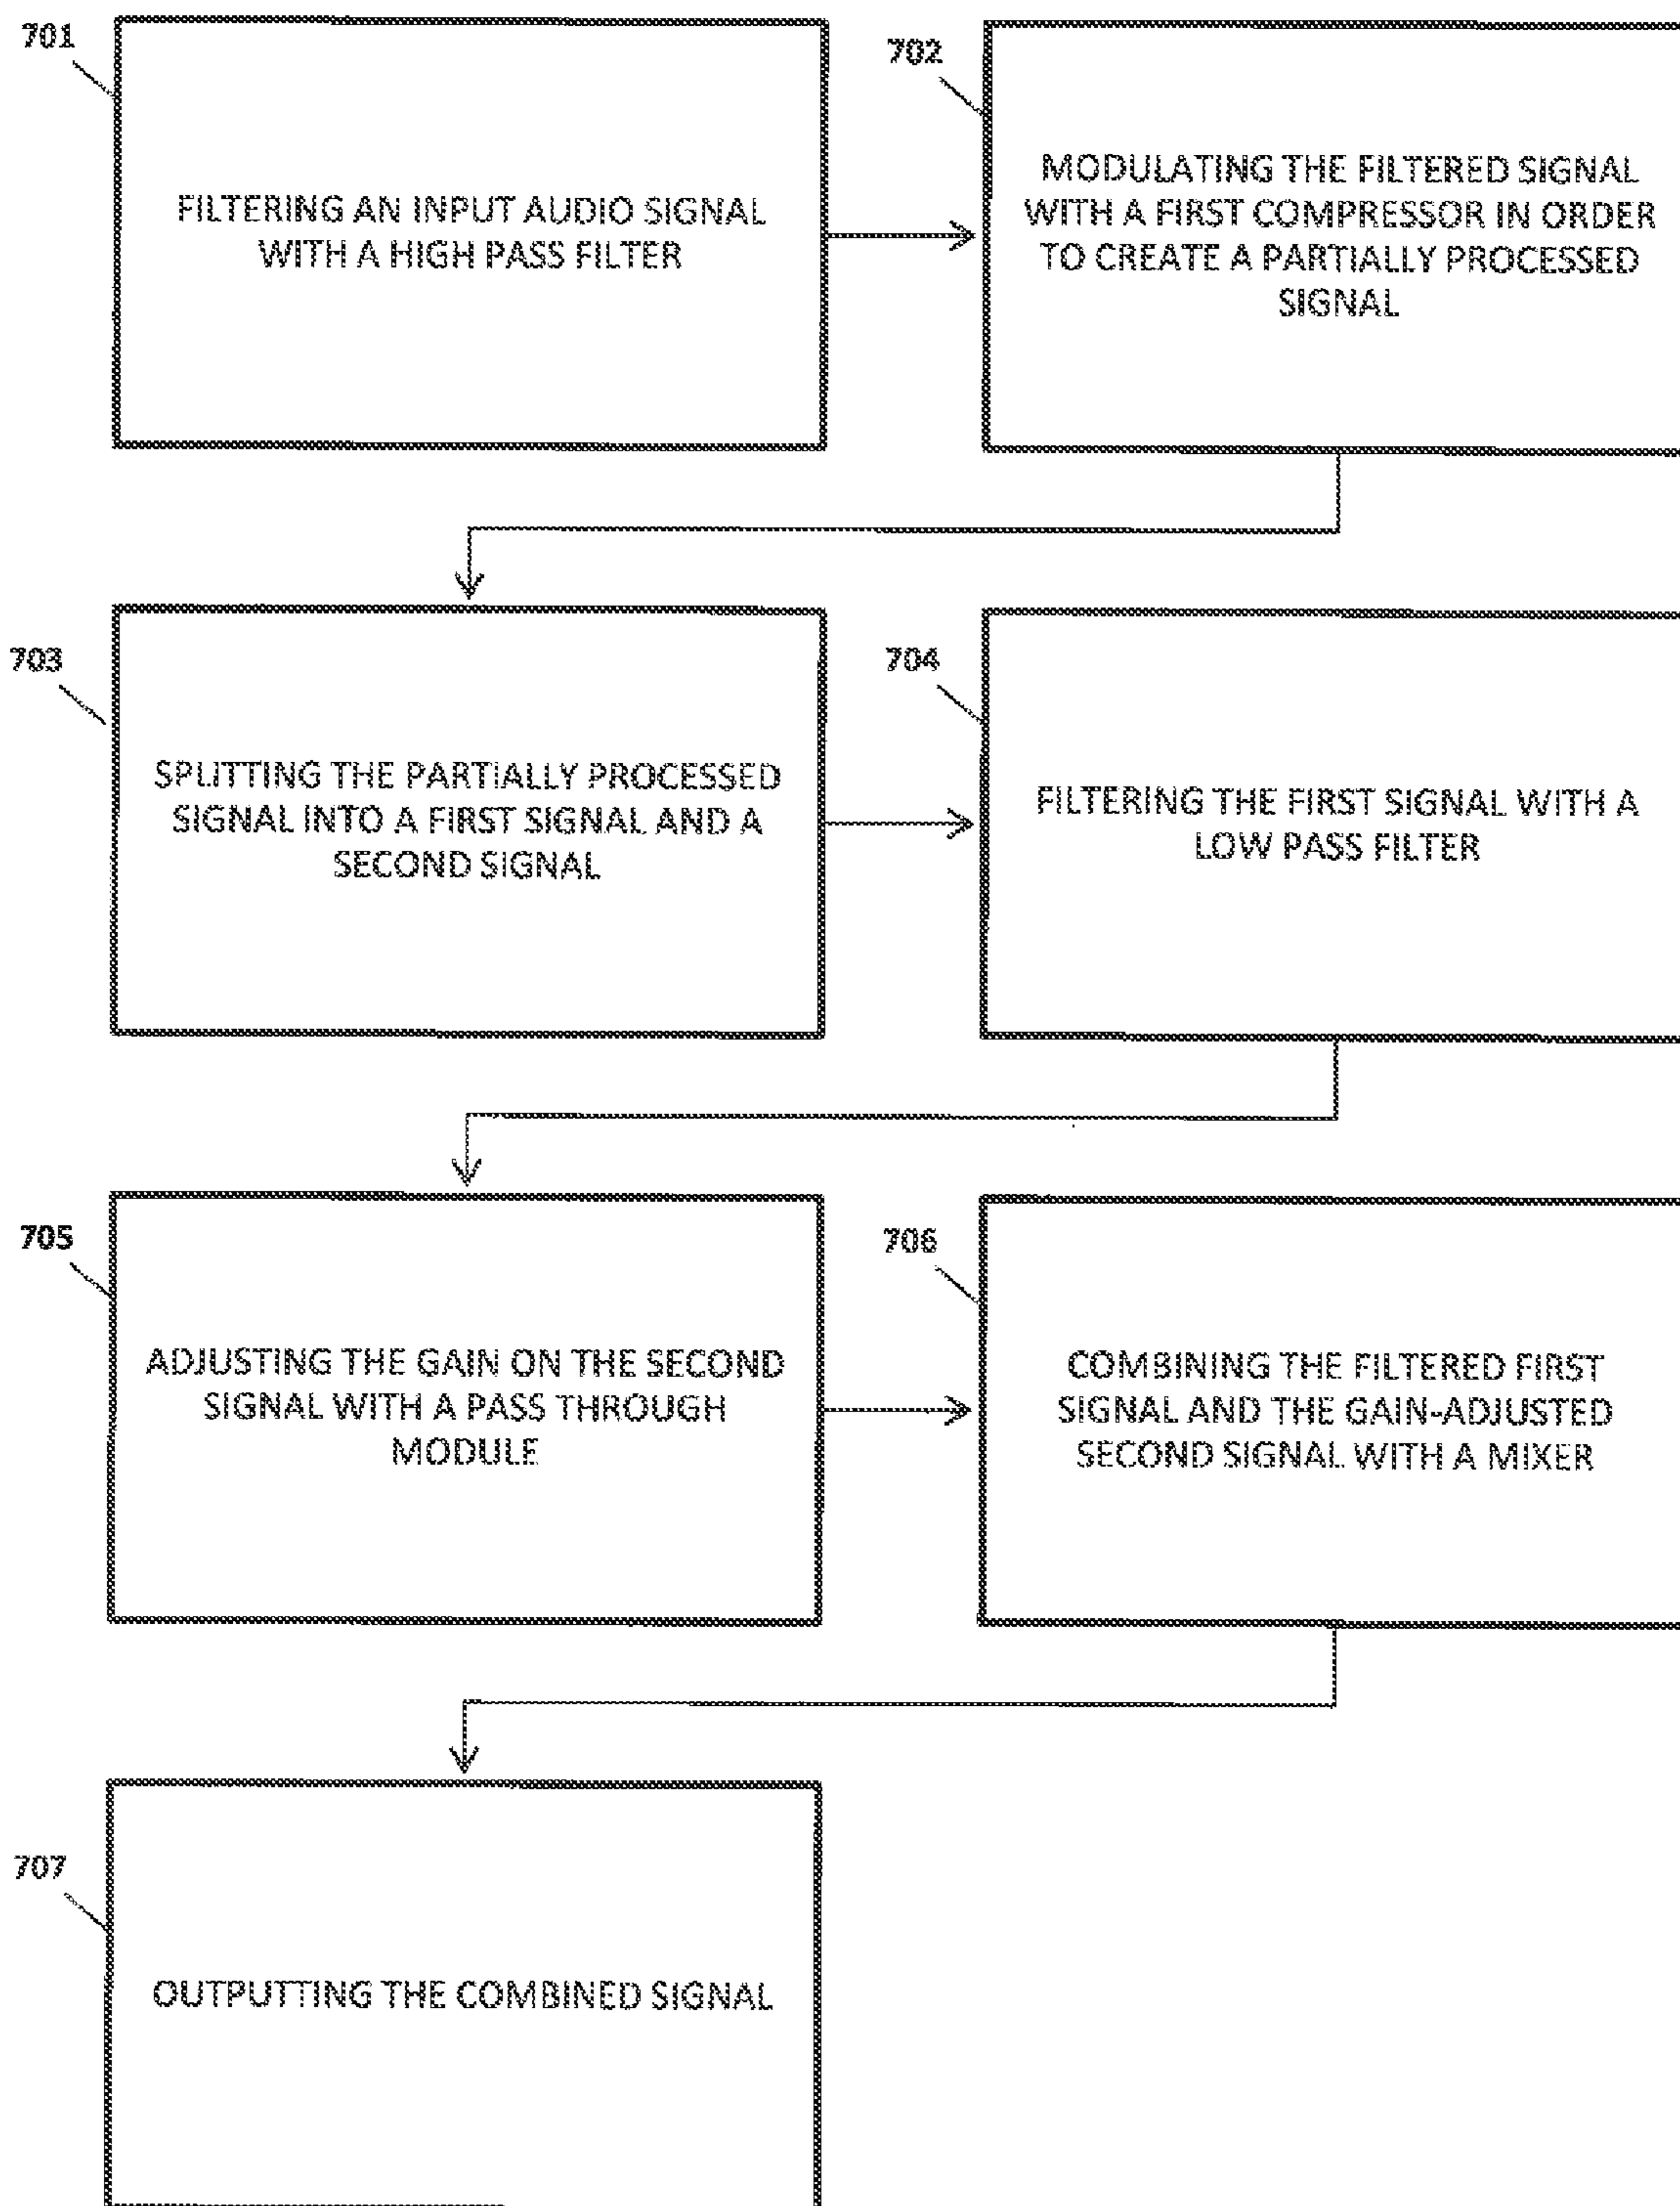 701
FILTERING AN INPUT AUDIO SIGNAL
WITH A HIGH PASS FILTER
702
MODULATING THE FILTERED SIGNAL
WITH A FIRST COMPRESSOR IN ORDER
TO CREATE A PARTIALLY PROCESSED
SIGNAL
703
SPLITTING THE PARTIALLY PROCESSED
SIGNAL INTO A FIRST SIGNAL AND A
SECOND SIGNAL
704
FILTERING THE FIRST SIGNAL WITH A
LOW PASS FILTER
705
ADJUSTING THE GAIN ON THE SECOND
SIGNAL WITH A PASS THROUGH
MODULE
706
COMBINING THE FILTERED FIRST
SIGNAL AND THE GAIN-ADJUSTED
SECOND SIGNAL WITH A MIXER
707
OUTPUTTING THE COMBINED SIGNAL